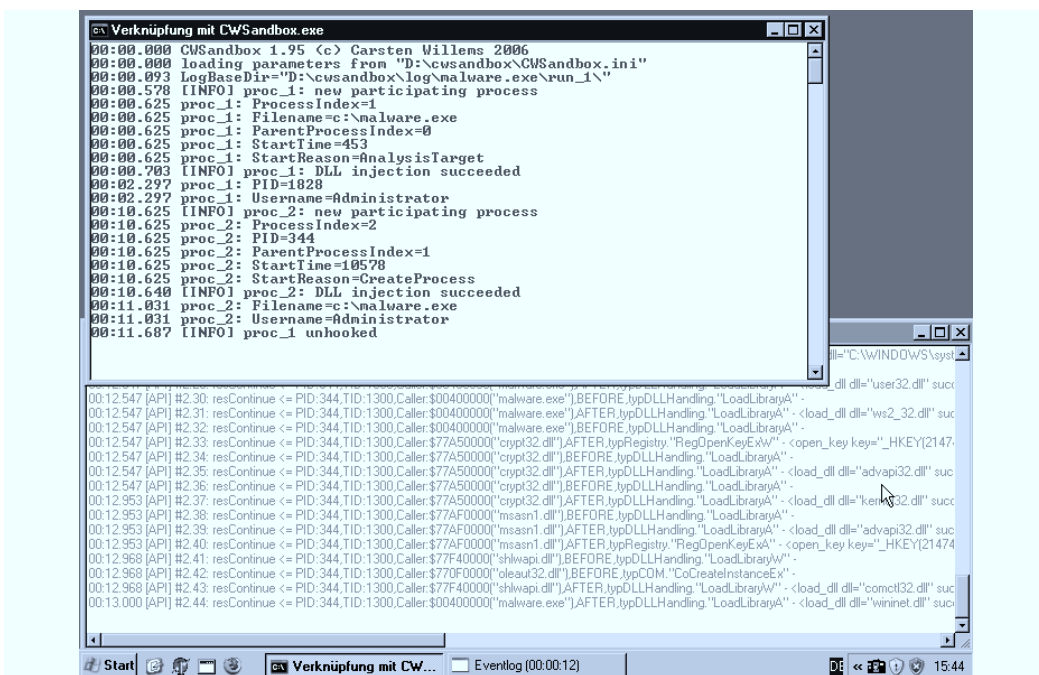 Verknüpfung mit CWSandbox.exe
00:00.000 CWSandbox 1.95 (c) Carsten Willems 2006
00:00.000 loading parameters from "D:\cwsandbox\CWSandbox.ini"
00:00.093 LogBaseDir="D:\cwsandbox\log\malware.exe\run_1\"
00:00.578 [INFO] proc_1: new participating process
00:00.625 proc_1: ProcessIndex=1
00:00.625 proc_1: Filename=c:\malware.exe
00:00.625 proc_1: ParentProcessIndex=0
00:00.625 proc_1: StartTime=453
00:00.625 proc_1: StartReason=AnalysisTarget
00:00.703 [INFO] proc_1: DLL injection succeeded
00:02.297 proc_1: PID=1828
00:02.297 proc_1: Username=Administrator
00:10.625 [INFO] proc_2: new participating process
00:10.625 proc_2: ProcessIndex=2
00:10.625 proc_2: PID=344
00:10.625 proc_2: ParentProcessIndex=1
00:10.625 proc_2: StartTime=10578
00:10.625 proc_2: StartReason=CreateProcess
00:10.640 [INFO] proc_2: DLL injection succeeded
00:11.031 proc_2: Filename=c:\malware.exe
00:11.031 proc_2: Username=Administrator
00:11.687 [INFO] proc_1 unhooked
dll="C:\WINDOWS\syst
dll dll="user32.dll" succ
00:12.547 [API] #2.30: resContinue <= PID:344,TID:1300,Caller:$00400000("malware.exe"),BEFORE,typDLLHandling."LoadLibraryA" -
00:12.547 [API] #2.31: resContinue <= PID:344,TID:1300,Caller:$00400000("malware.exe"),AFTER,typDLLHandling."LoadLibraryA" - <load_dll dll="ws2_32.dll" suc
00:12.547 [API] #2.32: resContinue <= PID:344,TID:1300,Caller:$00400000("malware.exe"),BEFORE,typDLLHandling."LoadLibraryA" -
00:12.547 [API] #2.33: resContinue <= PID:344,TID:1300,Caller:$77A50000("crypt32.dll"),AFTER,typRegistry."RegOpenKeyExW" - <open_key key="_HKEY(2147
00:12.547 [API] #2.34: resContinue <= PID:344,TID:1300,Caller:$77A50000("crypt32.dll"),BEFORE,typDLLHandling."LoadLibraryA" -
00:12.547 [API] #2.35: resContinue <= PID:344,TID:1300,Caller:$77A50000("crypt32.dll"),AFTER,typDLLHandling."LoadLibraryA" - <load_dll dll="advapi32.dll" suc
00:12.547 [API] #2.36: resContinue <= PID:344,TID:1300,Caller:$77A50000("crypt32.dll"),BEFORE,typDLLHandling."LoadLibraryA" -
00:12.953 [API] #2.37: resContinue <= PID:344,TID:1300,Caller:$77A50000("crypt32.dll"),AFTER,typDLLHandling."LoadLibraryA" - <load_dll
00:12.953 [API] #2.38: resContinue <= PID:344,TID:1300,Caller:$77AF0000("msasn1.dll"),BEFORE,typDLLHandling."LoadLibraryA" -
00:12.953 [API] #2.39: resContinue <= PID:344,TID:1300,Caller:$77AF0000("msasn1.dll"),AFTER,typDLLHandling."LoadLibraryA" - <load_dll dll="advapi32.dll" suc
00:12.953 [API] #2.40: resContinue <= PID:344,TID:1300,Caller:$77AF0000("msasn1.dll"),AFTER,typRegistry."RegOpenKeyExA" - <open_key key="_HKEY(21474
00:12.968 [API] #2.41: resContinue <= PID:344,TID:1300,Caller:$77F40000("shlwapi.dll"),BEFORE,typDLLHandling."LoadLibraryW" -
00:12.968 [API] #2.42: resContinue <= PID:344,TID:1300,Caller:$770F0000("oleaut32.dll"),BEFORE,typCOM."CoCreateInstanceEx" -
00:12.968 [API] #2.43: resContinue <= PID:344,TID:1300,Caller:$77F40000("shlwapi.dll"),AFTER,typDLLHandling."LoadLibraryW" - <load_dll dll="comctl32.dll" suc
00:13.000 [API] #2.44: resContinue <= PID:344,TID:1300,Caller:$00400000("malware.exe"),AFTER,typDLLHandling."LoadLibraryA" - <load_dll dll="wininet.dll" succ
Start
Verknüpfung mit CW...
Eventlog (00:00:12)
DE
15:44